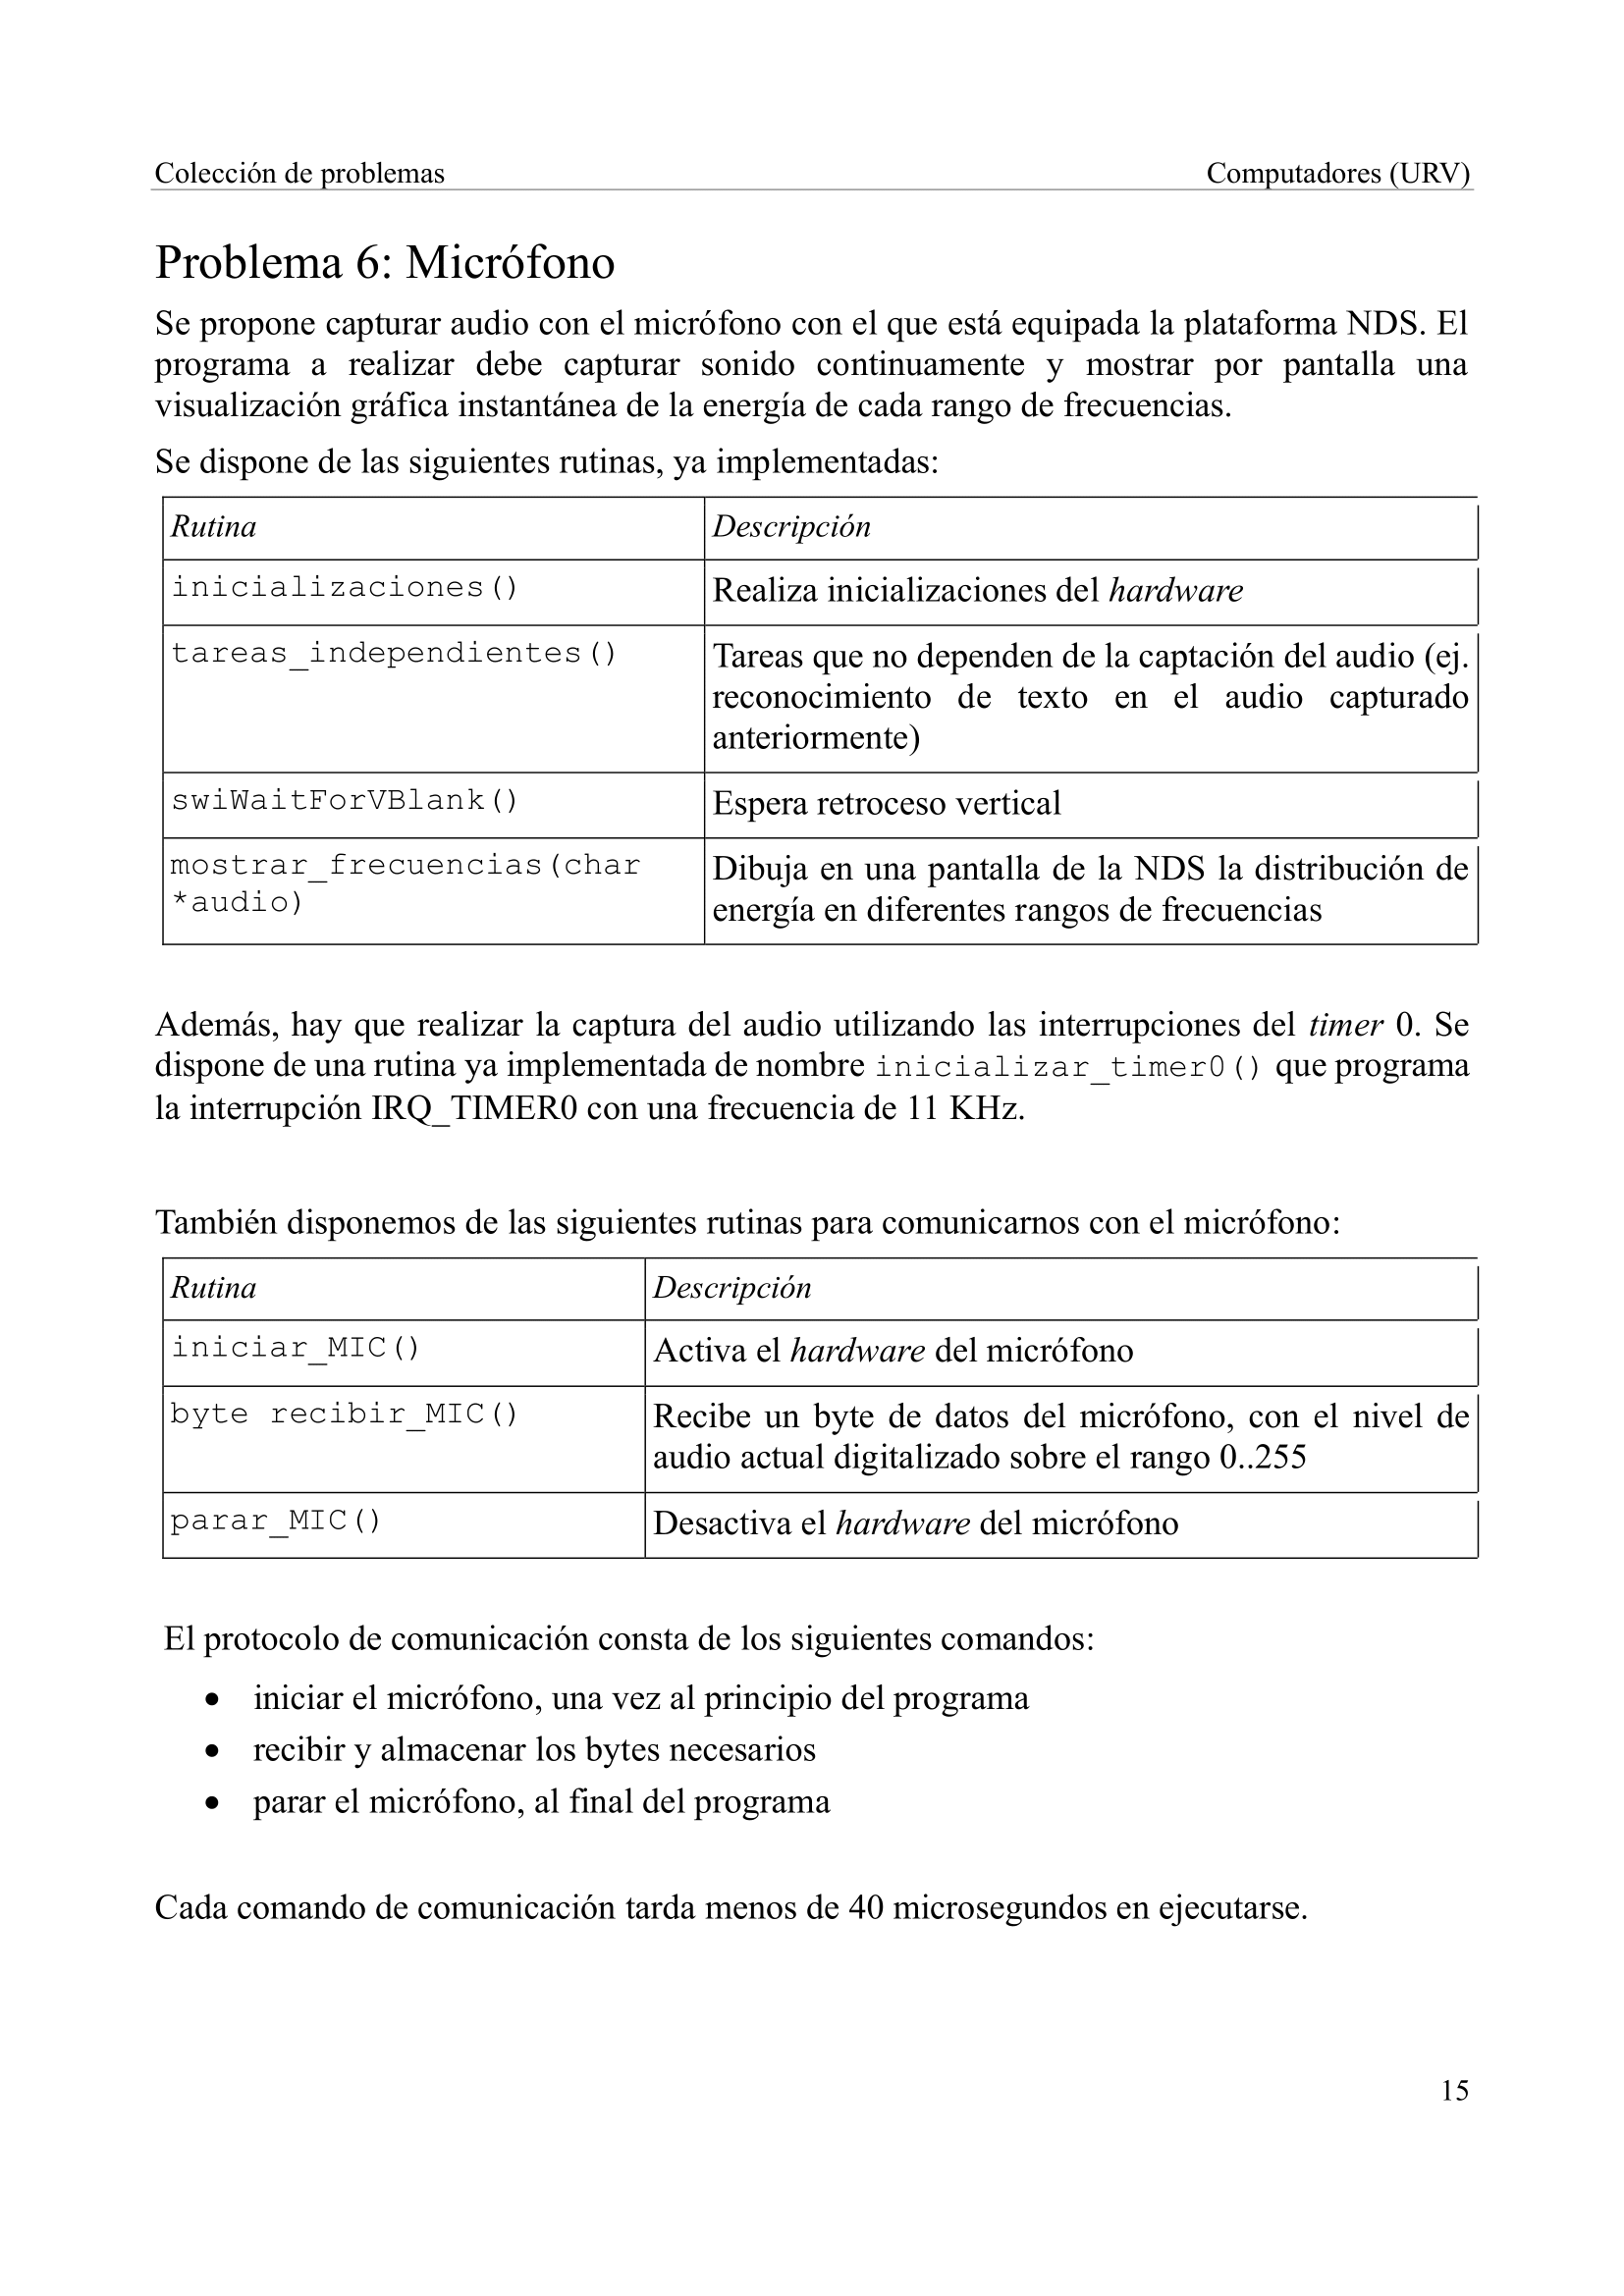 Colección de problemas
Computadores (URV)
Problema 6: Micrófono
Se propone capturar audio con el micrófono con el que está equipada la plataforma NDS. El
programa a realizar debe capturar sonido continuamente y mostrar por pantalla una
visualización gráfica instantánea de la energía de cada rango de frecuencias.
Se dispone de las siguientes rutinas, ya implementadas:
Rutina
Descripción
inicializaciones()
Realiza inicializaciones del hardware
tareas_independientes()
Tareas que no dependen de la captación del audio (ej.
reconocimiento de texto en el audio capturado
anteriormente)
swiWaitForVBlank()
Espera retroceso vertical
mostrar_frecuencias(char
*audio)
Dibuja en una pantalla de la NDS la distribución de
energía en diferentes rangos de frecuencias
Además, hay que realizar la captura del audio utilizando las interrupciones del timer 0. Se
dispone de una rutina ya implementada de nombre inicializar_timer0() que programa
la interrupción IRQ_TIMER0 con una frecuencia de 11 KHz.
También disponemos de las siguientes rutinas para comunicarnos con el micrófono:
Rutina
Descripción
iniciar_MIC()
Activa el hardware del micrófono
byte recibir_MIC()
Recibe un byte de datos del micrófono, con el nivel de
audio actual digitalizado sobre el rango 0..255
parar_MIC()
Desactiva el hardware del micrófono
El protocolo de comunicación consta de los siguientes comandos:
• iniciar el micrófono, una vez al principio del programa
• recibir y almacenar los bytes necesarios
• parar el micrófono, al final del programa
Cada comando de comunicación tarda menos de 40 microsegundos en ejecutarse.
15